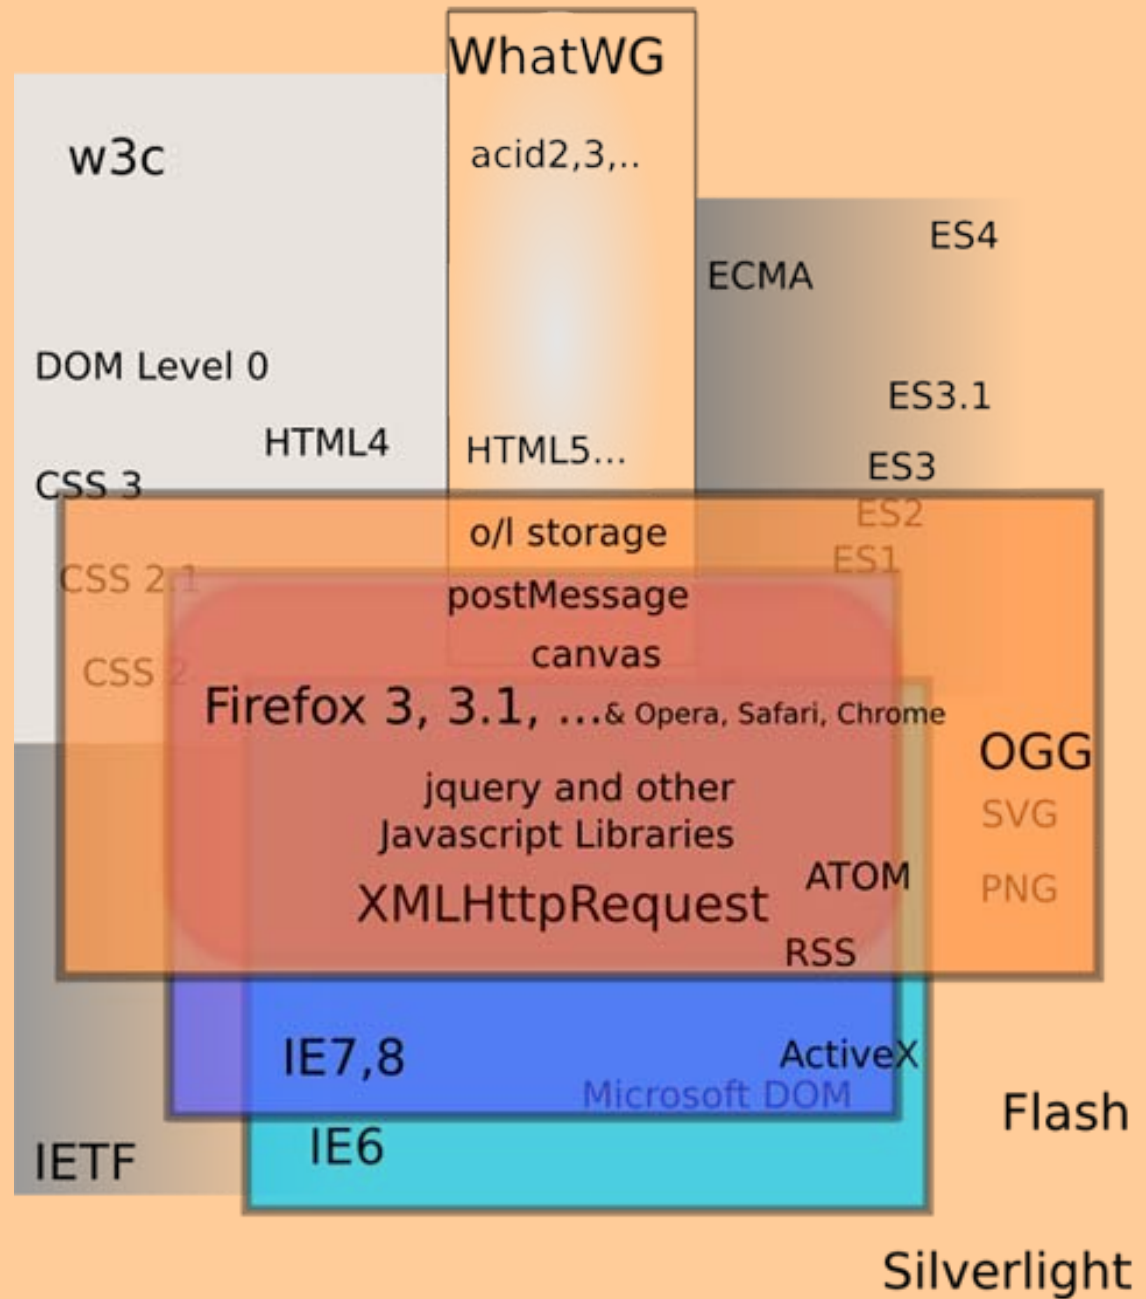 WhatWG
w3c
acid2,3,..
ES4
ECMA
DOM Level 0
ES3.1
HTML4
HTML5...
ES3
CSS 3
ES2
o/l storage
ES1
CSS 2.1
postMessage
canvas
CSS 2
Firefox 3, 3.1, ...& Opera, Safari, Chrome
OGG
jquery and other
SVG
Javascript Libraries
ATOM
PNG
XMLHttpRequest
RSS
IE7,8
ActiveX
Microsoft DOM
Flash
IE6
IETF
Silverlight